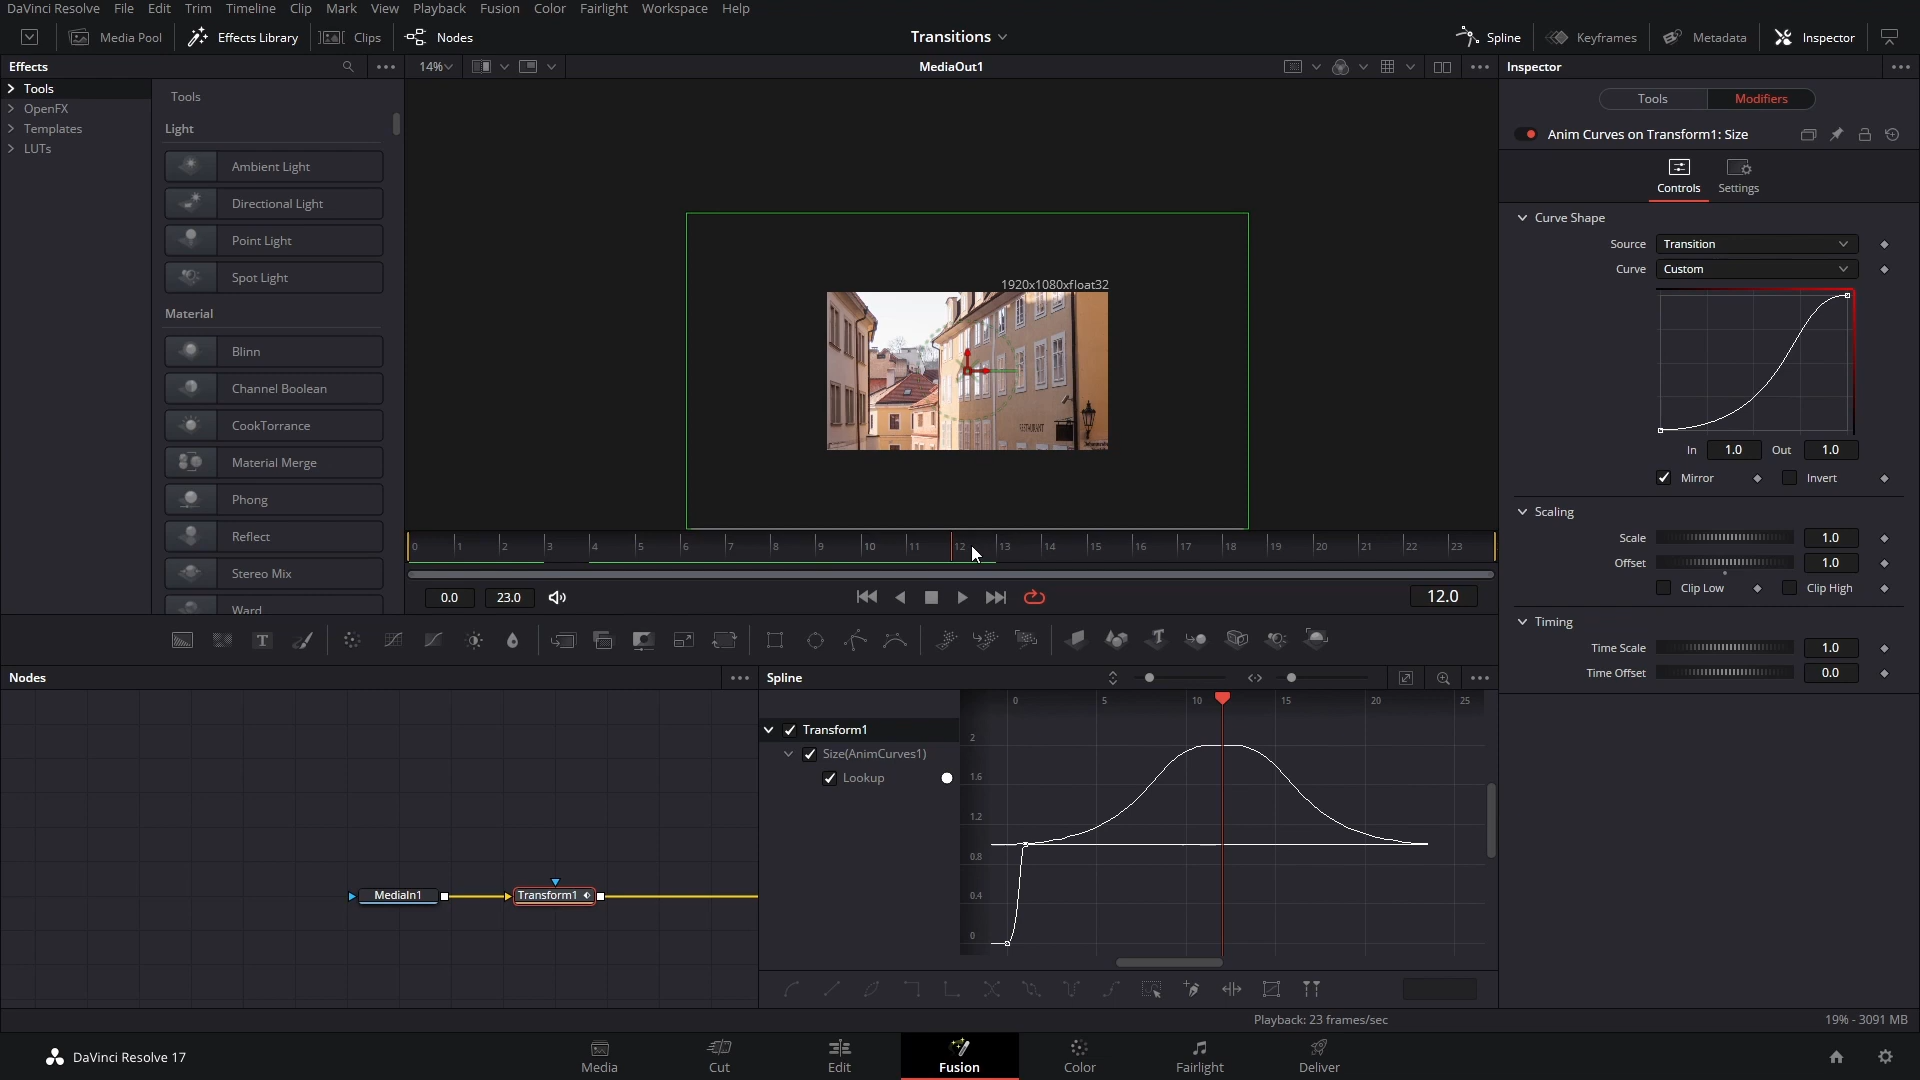 DaVinci Resolve File Edit Trim Timeline Clip Mark View Playback Fusion Color Fairlight Workspace Help
Media Pool Effects Library Clips Nodes Transitions Spline Keyframes Metadata Inspector
Effects 14% MediaOut1 Inspector
Tools
OpenFX
Templates
LUTs
Tools
Light
Ambient Light
Directional Light
Point Light
Spot Light
Material
Blinn
Channel Boolean
CookTorrance
Material Merge
Phong
Reflect
Stereo Mix
Ward
1920x1080xfloat32
RESTAURANT
0 1 2 3 4 5 6 7 8 9 10 11 12 13 14 15 16 17 18 19 20 21 22 23
0.0 23.0 12.0
Tools Modifiers
Anim Curves on Transform1: Size
Controls Settings
Curve Shape
Source Transition
Curve Custom
In 1.0 Out 1.0
Mirror Invert
Scaling
Scale 1.0
Offset 1.0
Clip Low Clip High
Timing
Time Scale 1.0
Time Offset 0.0
Nodes
MediaIn1 Transform1
Spline
Transform1
Size(AnimCurves1)
Lookup
0 5 10 15 20 25
2
1.6
1.2
0.8
0.4
0
Playback: 23 frames/sec 19% - 3091 MB
DaVinci Resolve 17 Media Cut Edit Fusion Color Fairlight Deliver